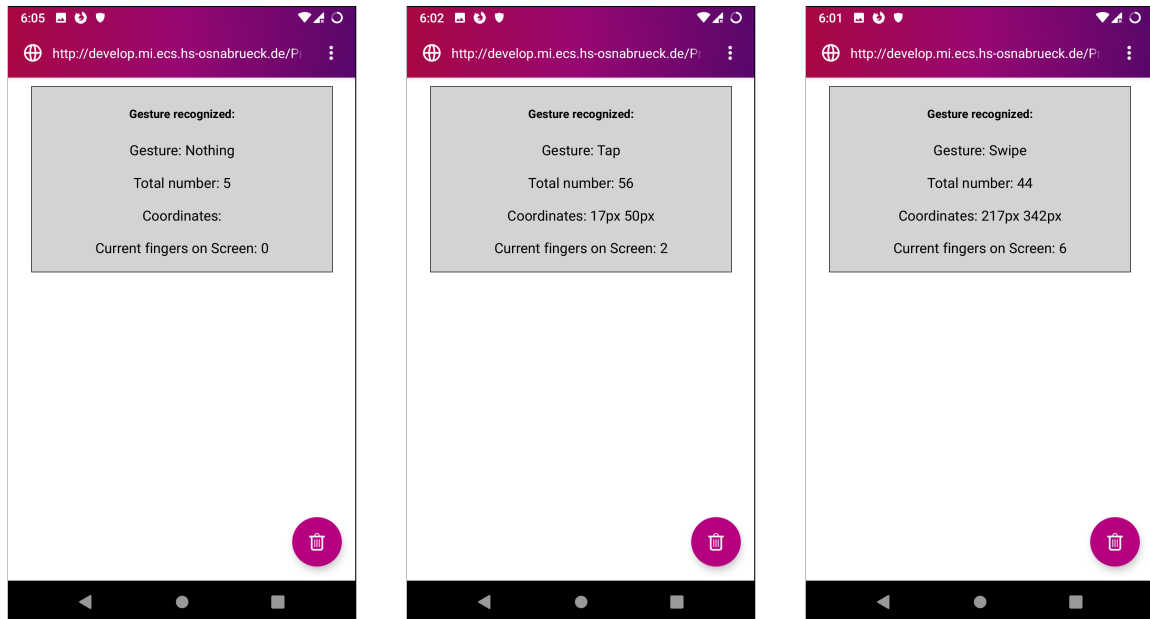 6:05
http://develop.mi.ecs.hs-osnabrueck.de/P
Gesture recognized:
Gesture: Nothing
Total number: 5
Coordinates:
Current fingers on Screen: 0
6:02
http://develop.mi.ecs.hs-osnabrueck.de/P
Gesture recognized:
Gesture: Tap
Total number: 56
Coordinates: 17px 50px
Current fingers on Screen: 2
6:01
http://develop.mi.ecs.hs-osnabrueck.de/P
Gesture recognized:
Gesture: Swipe
Total number: 44
Coordinates: 217px 342px
Current fingers on Screen: 6